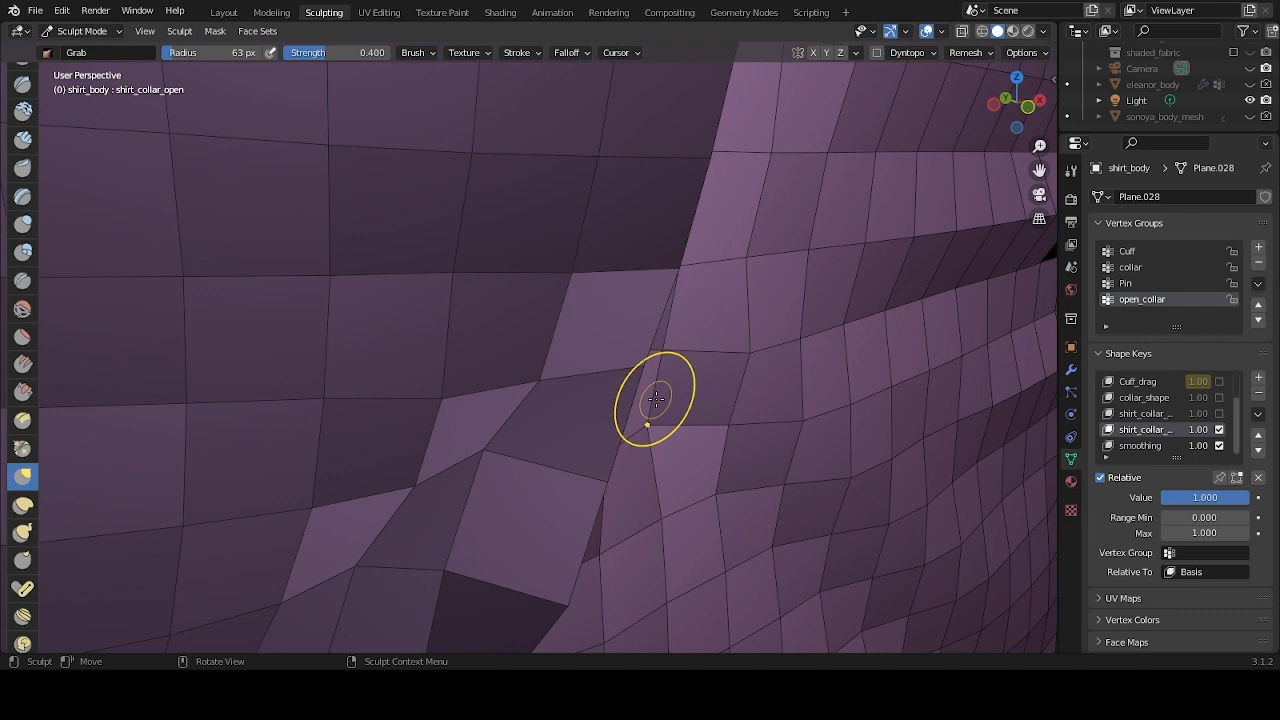 File Edit Render Window Help Layout Modeling Sculpting UV Editing Texture Paint Shading Animation Rendering Compositing Geometry Nodes Scripting + Scene ViewLayer
Sculpt Mode View Sculpt Mask Face Sets
Grab Radius 63 px Strength 0.400 Brush Texture Stroke Falloff Cursor X Y Z Dyntopo Remesh Options
User Perspective
(0) shirt_body : shirt_collar_open
Z
Y
X
shaded_fabric
Camera
eleanor_body
Light
sonoya_body_mesh
shirt_body > Plane.028
Plane.028
Vertex Groups
Cuff
collar
Pin
open_collar
Shape Keys
Cuff_drag 1.00
collar_shape 1.00
shirt_collar_... 1.00
shirt_collar_... 1.00
smoothing 1.00
Relative
Value 1.000
Range Min 0.000
Max 1.000
Vertex Group
Relative To Basis
UV Maps
Vertex Colors
Face Maps
Sculpt Move Rotate View Sculpt Context Menu 3.1.2